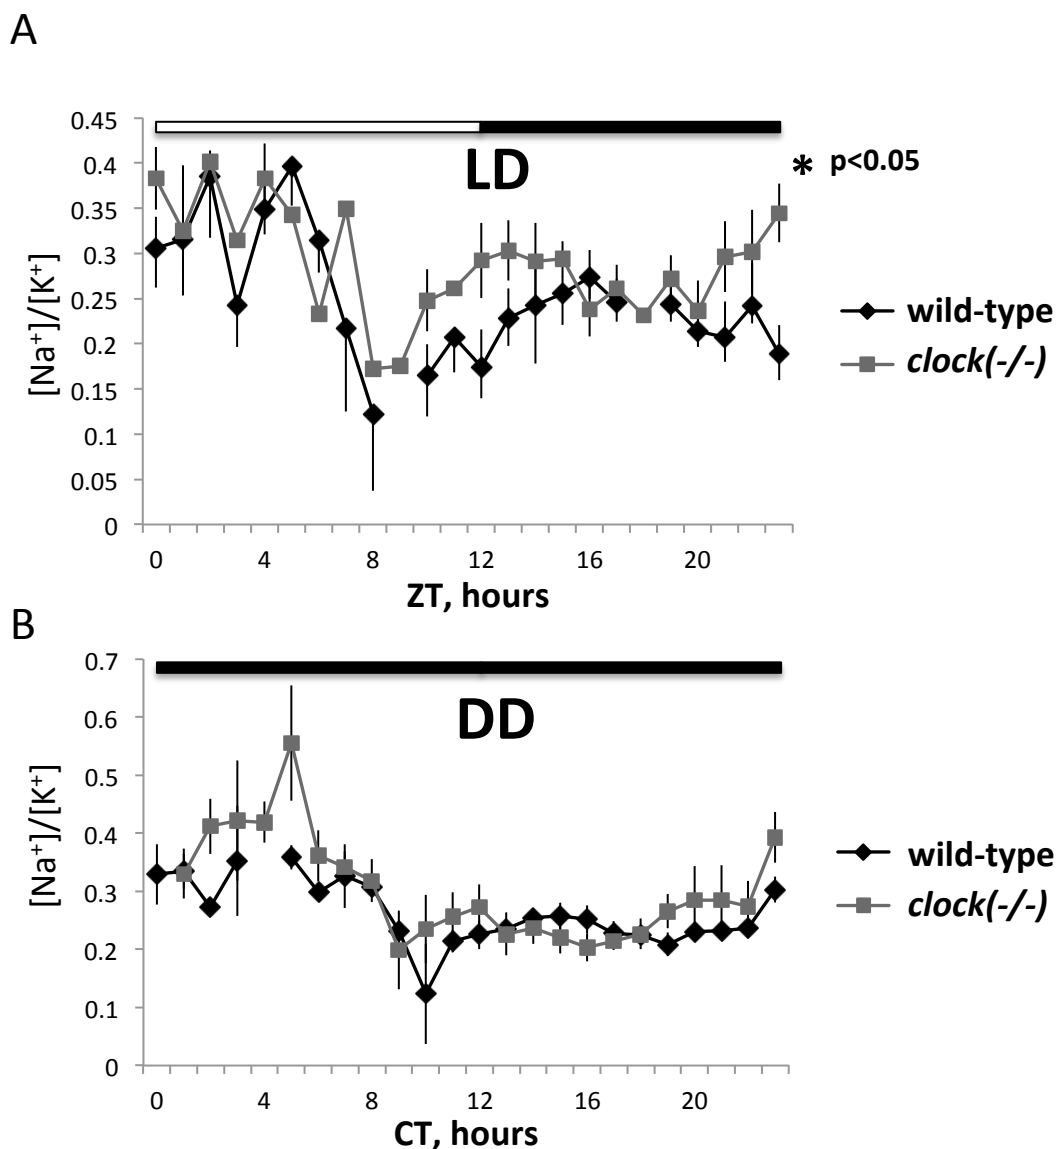 A
0.45
0.4
0.35
0.3
0.25
0.2
0.15
0.1
0.05
0
[Na⁺]/[K⁺]
LD
* p<0.05
wild-type
clock(-/-)
0 4 8 12 16 20
ZT, hours
B
0.7
0.6
0.5
0.4
0.3
0.2
0.1
0
[Na⁺]/[K⁺]
DD
wild-type
clock(-/-)
0 4 8 12 16 20
CT, hours